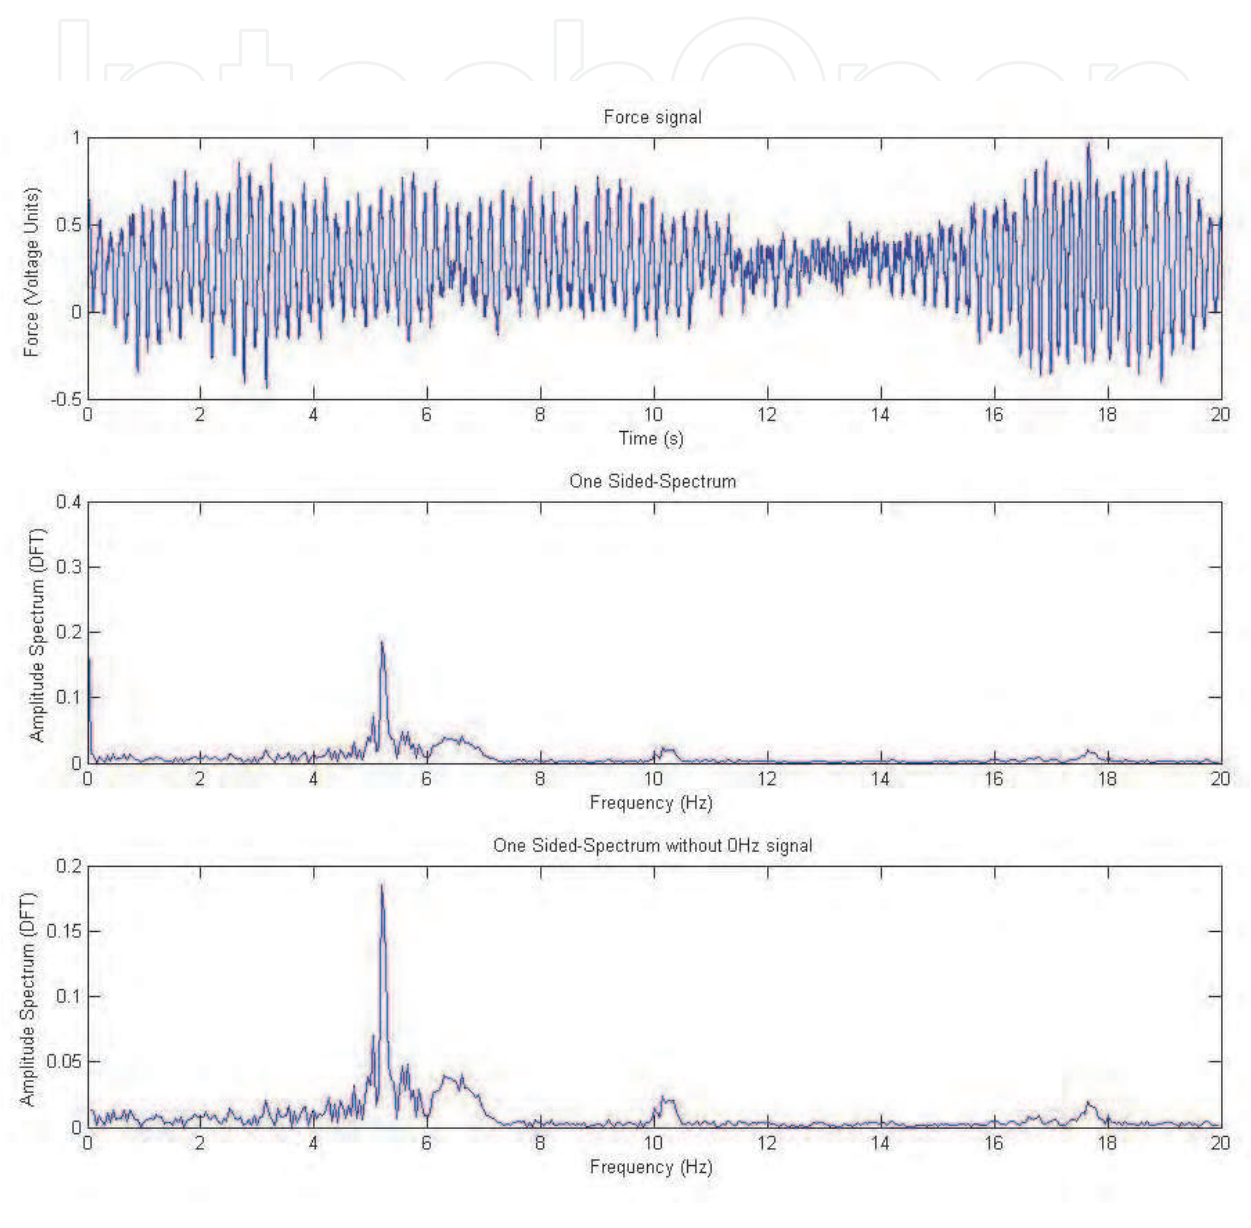 IntechOpen
Force signal
Force (Voltage Units)
1
0.5
0
-0.5
0 2 4 6 8 10 12 14 16 18 20
Time (s)
One Sided-Spectrum
Amplitude Spectrum (DFT)
0.4
0.3
0.2
0.1
0
0 2 4 6 8 10 12 14 16 18 20
Frequency (Hz)
One Sided-Spectrum without 0Hz signal
Amplitude Spectrum (DFT)
0.2
0.15
0.1
0.05
0
0 2 4 6 8 10 12 14 16 18 20
Frequency (Hz)